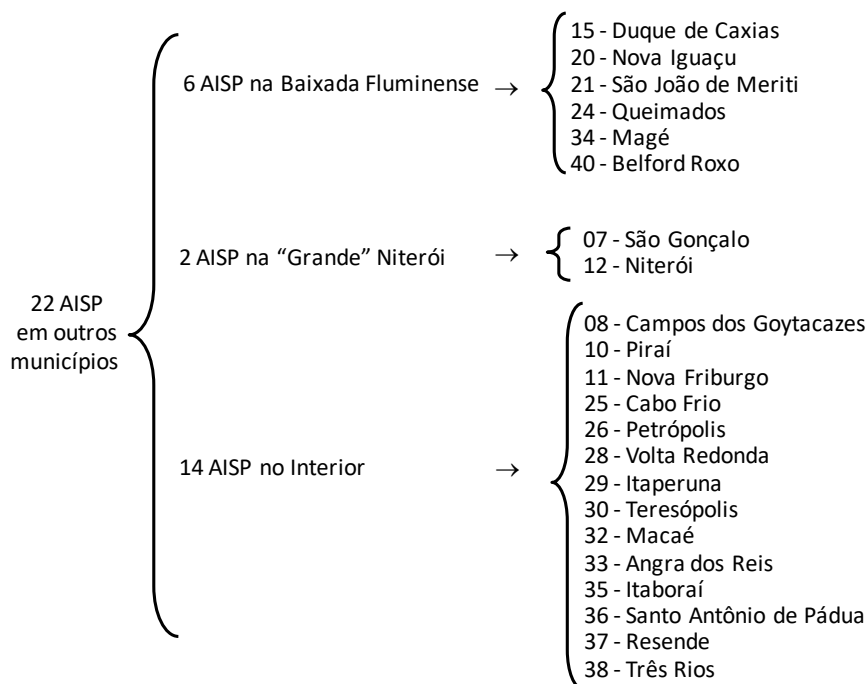 22 AISP
em outros
municípios
6 AISP na Baixada Fluminense →
15 - Duque de Caxias
20 - Nova Iguaçu
21 - São João de Meriti
24 - Queimados
34 - Magé
40 - Belford Roxo
2 AISP na “Grande” Niterói →
07 - São Gonçalo
12 - Niterói
14 AISP no Interior →
08 - Campos dos Goytacazes
10 - Piraí
11 - Nova Friburgo
25 - Cabo Frio
26 - Petrópolis
28 - Volta Redonda
29 - Itaperuna
30 - Teresópolis
32 - Macaé
33 - Angra dos Reis
35 - Itaboraí
36 - Santo Antônio de Pádua
37 - Resende
38 - Três Rios